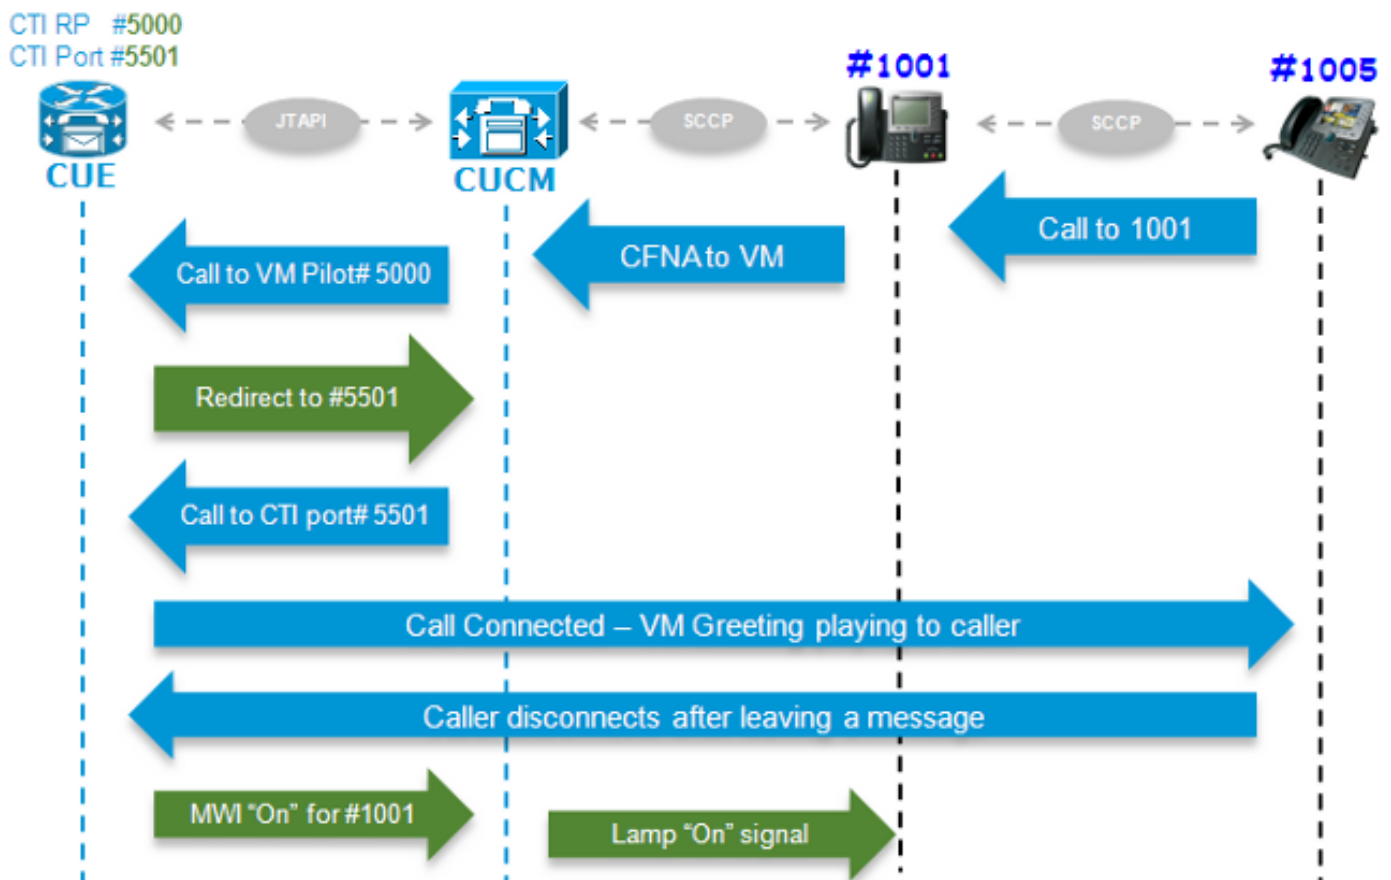 CTI RP #5000
CTI Port #5501
#1001
#1005
JTAPI
SCCP
SCCP
CUE
CUCM
Call to 1001
CFNA to VM
Call to VM Pilot# 5000
Redirect to #5501
Call to CTI port# 5501
Call Connected – VM Greeting playing to caller
Caller disconnects after leaving a message
MWI “On” for #1001
Lamp “On” signal